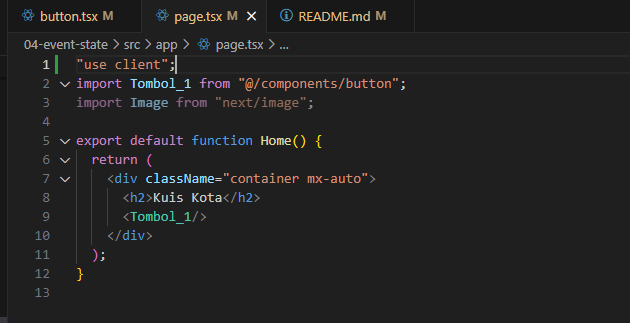 button.tsx M page.tsx M README.md M
04-event-state > src > app > page.tsx > ...
1 "use client";
2 import Tombol_1 from "@/components/button";
3 import Image from "next/image";
4
5 export default function Home() {
6 return (
7 <div className="container mx-auto">
8 <h2>Kuis Kota</h2>
9 <Tombol_1/>
10 </div>
11 );
12 }
13